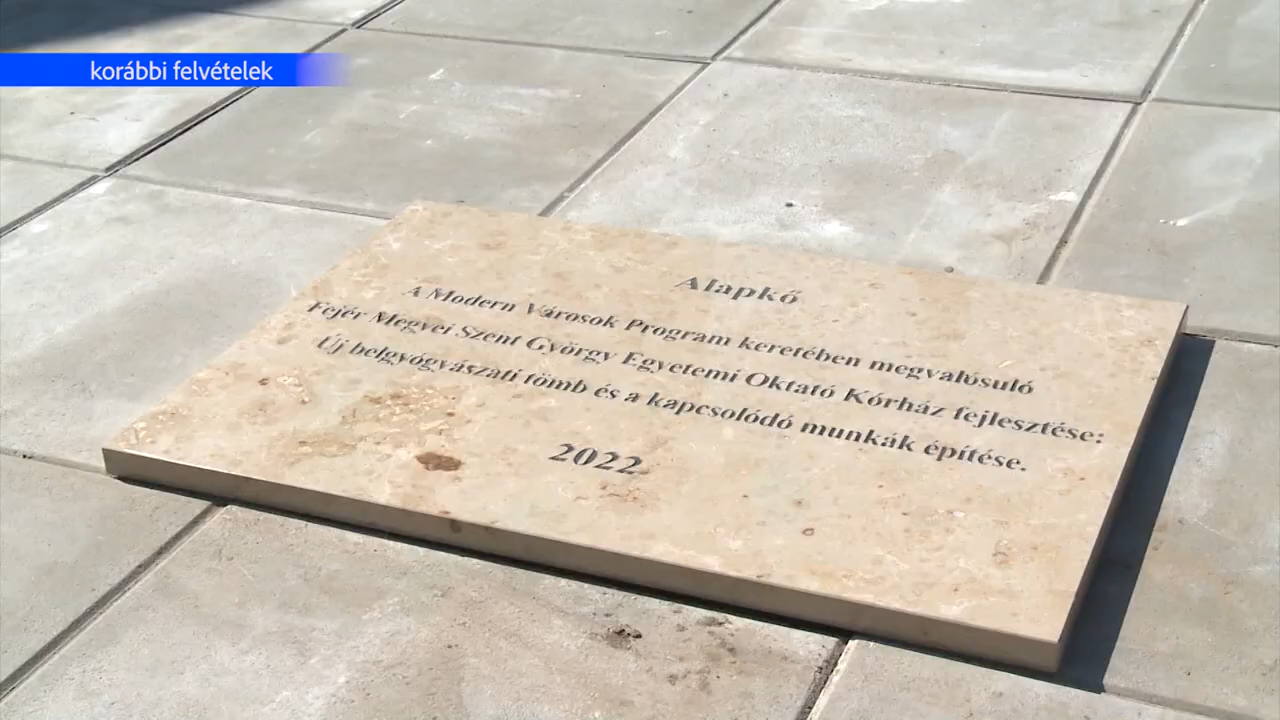 korábbi felvételek
Alapkő
A Modern Városok Program keretében megvalósuló
Fejér Megyei Szent György Egyetemi Oktató Kórház fejlesztése:
Új belgyógyászati tömb és a kapcsolódó munkák építése.
2022